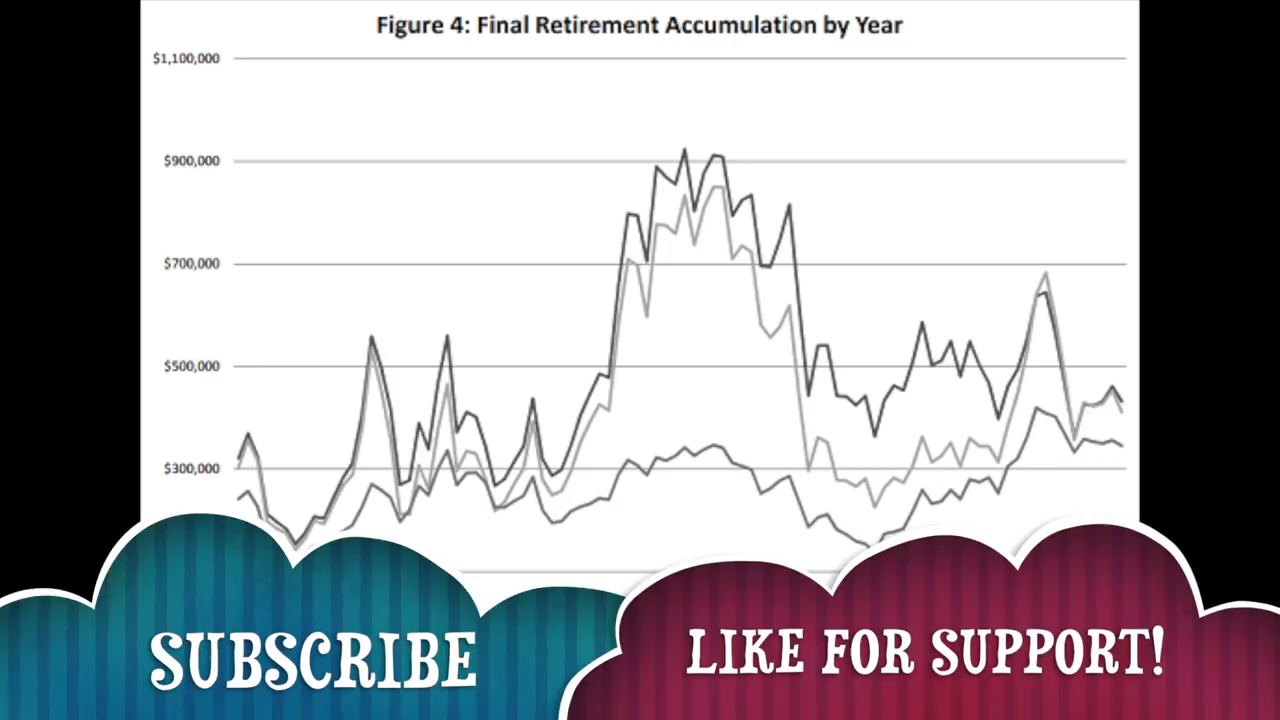 Figure 4: Final Retirement Accumulation by Year
$1,100,000
$900,000
$700,000
$500,000
$300,000
SUBSCRIBE
LIKE FOR SUPPORT!